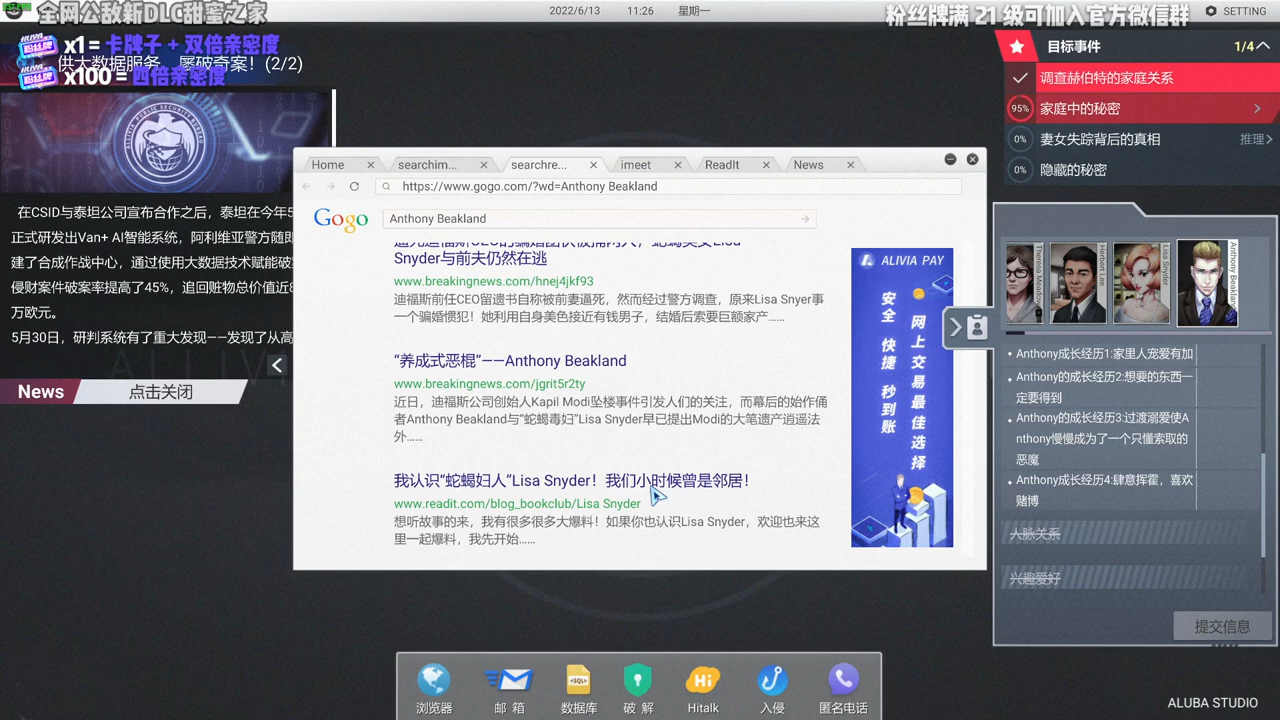 全网公敌新DLC甜蜜之家
2022/6/13
11:26
星期一
粉丝牌满 21 级可加入官方微信群
SETTING
粉丝牌 x1 = 卡牌子 + 双倍亲密度
供大数据服务，屡破奇案！(2/2)
粉丝牌 x100 = 四倍亲密度
ALIVIA PUBLIC SECURITY BUREAU
在CSID与泰坦公司宣布合作之后，泰坦在今年5
正式研发出Van+ AI智能系统，阿利维亚警方随即
建了合成作战中心，通过使用大数据技术赋能破
侵财案件破案率提高了45%，追回赃物总价值近8
万欧元。
5月30日，研判系统有了重大发现——发现了从高
News
点击关闭
Home
searchim...
searchre...
imeet
ReadIt
News
https://www.gogo.com/?wd=Anthony Beakland
Gogo
Anthony Beakland
Snyder与前夫仍然在逃
www.breakingnews.com/hnej4jkf93
迪福斯前任CEO留遗书自称被前妻逼死，然而经过警方调查，原来Lisa Snyer事
一个骗婚惯犯！她利用自身美色接近有钱男子，结婚后索要巨额家产......
“养成式恶棍”——Anthony Beakland
www.breakingnews.com/jgrit5r2ty
近日，迪福斯公司创始人Kapil Modi坠楼事件引发人们的关注，而幕后的始作俑
者Anthony Beakland与“蛇蝎毒妇”Lisa Snyder早已提出Modi的大笔遗产逍遥法
外......
我认识“蛇蝎妇人”Lisa Snyder！我们小时候曾是邻居！
www.readit.com/blog_bookclub/Lisa Snyder
想听故事的来，我有很多很多大爆料！如果你也认识Lisa Snyder，欢迎也来这
里一起爆料，我先开始......
ALIVIA PAY
网上交易最佳选择
安全 快捷 秒到账
目标事件
1/4
调查赫伯特的家庭关系
95%
家庭中的秘密
0%
妻女失踪背后的真相
推理
0%
隐藏的秘密
Theresa Meadow
Herbert Lee
Lisa Snyder
Anthony Beakland
• Anthony成长经历1:家里人宠爱有加
• Anthony的成长经历2:想要的东西一
定要得到
• Anthony的成长经历3:过渡溺爱使A
nthony慢慢成为了一个只懂索取的
恶魔
• Anthony成长经历4:肆意挥霍，喜欢
赌博
人脉关系
兴趣爱好
提交信息
SQL
Hi
浏览器
邮 箱
数据库
破 解
Hitalk
入侵
匿名电话
ALUBA STUDIO